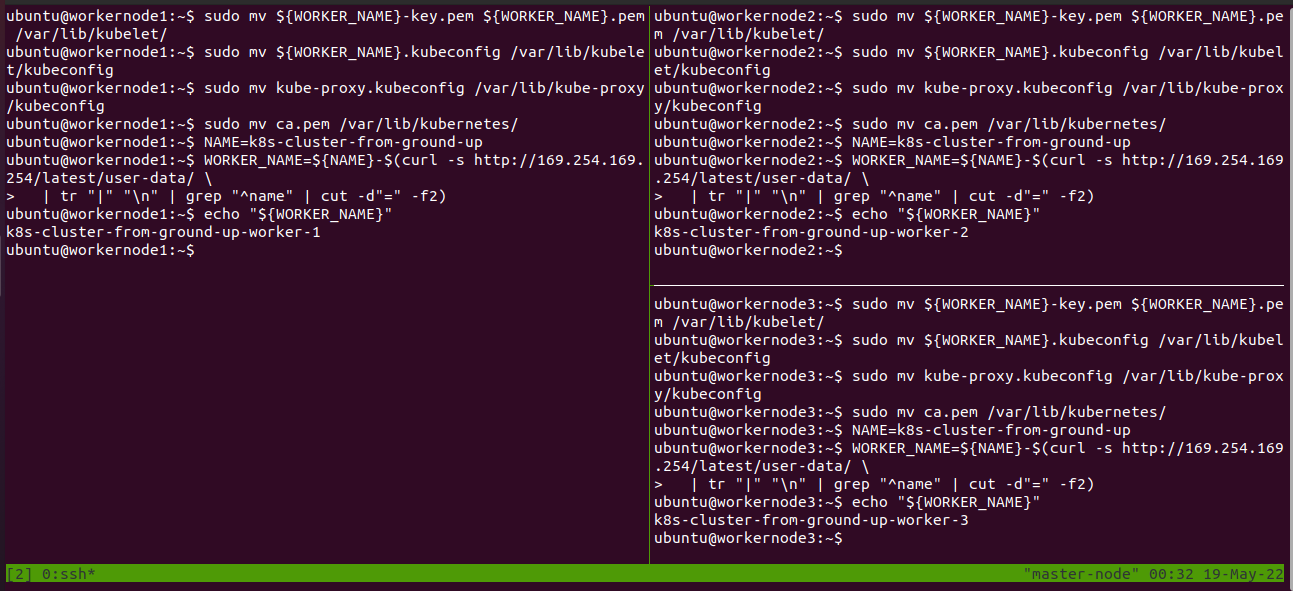 ubuntu@workernode1:~$ sudo mv ${WORKER_NAME}-key.pem ${WORKER_NAME}.pem
 /var/lib/kubelet/
ubuntu@workernode1:~$ sudo mv ${WORKER_NAME}.kubeconfig /var/lib/kubele
t/kubeconfig
ubuntu@workernode1:~$ sudo mv kube-proxy.kubeconfig /var/lib/kube-proxy
/kubeconfig
ubuntu@workernode1:~$ sudo mv ca.pem /var/lib/kubernetes/
ubuntu@workernode1:~$ NAME=k8s-cluster-from-ground-up
ubuntu@workernode1:~$ WORKER_NAME=${NAME}-$(curl -s http://169.254.169.
254/latest/user-data/ \
>   | tr "|" "\n" | grep "^name" | cut -d"=" -f2)
ubuntu@workernode1:~$ echo "${WORKER_NAME}"
k8s-cluster-from-ground-up-worker-1
ubuntu@workernode1:~$
ubuntu@workernode2:~$ sudo mv ${WORKER_NAME}-key.pem ${WORKER_NAME}.pe
m /var/lib/kubelet/
ubuntu@workernode2:~$ sudo mv ${WORKER_NAME}.kubeconfig /var/lib/kubel
et/kubeconfig
ubuntu@workernode2:~$ sudo mv kube-proxy.kubeconfig /var/lib/kube-prox
y/kubeconfig
ubuntu@workernode2:~$ sudo mv ca.pem /var/lib/kubernetes/
ubuntu@workernode2:~$ NAME=k8s-cluster-from-ground-up
ubuntu@workernode2:~$ WORKER_NAME=${NAME}-$(curl -s http://169.254.169
.254/latest/user-data/ \
>   | tr "|" "\n" | grep "^name" | cut -d"=" -f2)
ubuntu@workernode2:~$ echo "${WORKER_NAME}"
k8s-cluster-from-ground-up-worker-2
ubuntu@workernode2:~$
ubuntu@workernode3:~$ sudo mv ${WORKER_NAME}-key.pem ${WORKER_NAME}.pe
m /var/lib/kubelet/
ubuntu@workernode3:~$ sudo mv ${WORKER_NAME}.kubeconfig /var/lib/kubel
et/kubeconfig
ubuntu@workernode3:~$ sudo mv kube-proxy.kubeconfig /var/lib/kube-prox
y/kubeconfig
ubuntu@workernode3:~$ sudo mv ca.pem /var/lib/kubernetes/
ubuntu@workernode3:~$ NAME=k8s-cluster-from-ground-up
ubuntu@workernode3:~$ WORKER_NAME=${NAME}-$(curl -s http://169.254.169
.254/latest/user-data/ \
>   | tr "|" "\n" | grep "^name" | cut -d"=" -f2)
ubuntu@workernode3:~$ echo "${WORKER_NAME}"
k8s-cluster-from-ground-up-worker-3
ubuntu@workernode3:~$
[2] 0:ssh* "master-node" 00:32 19-May-22